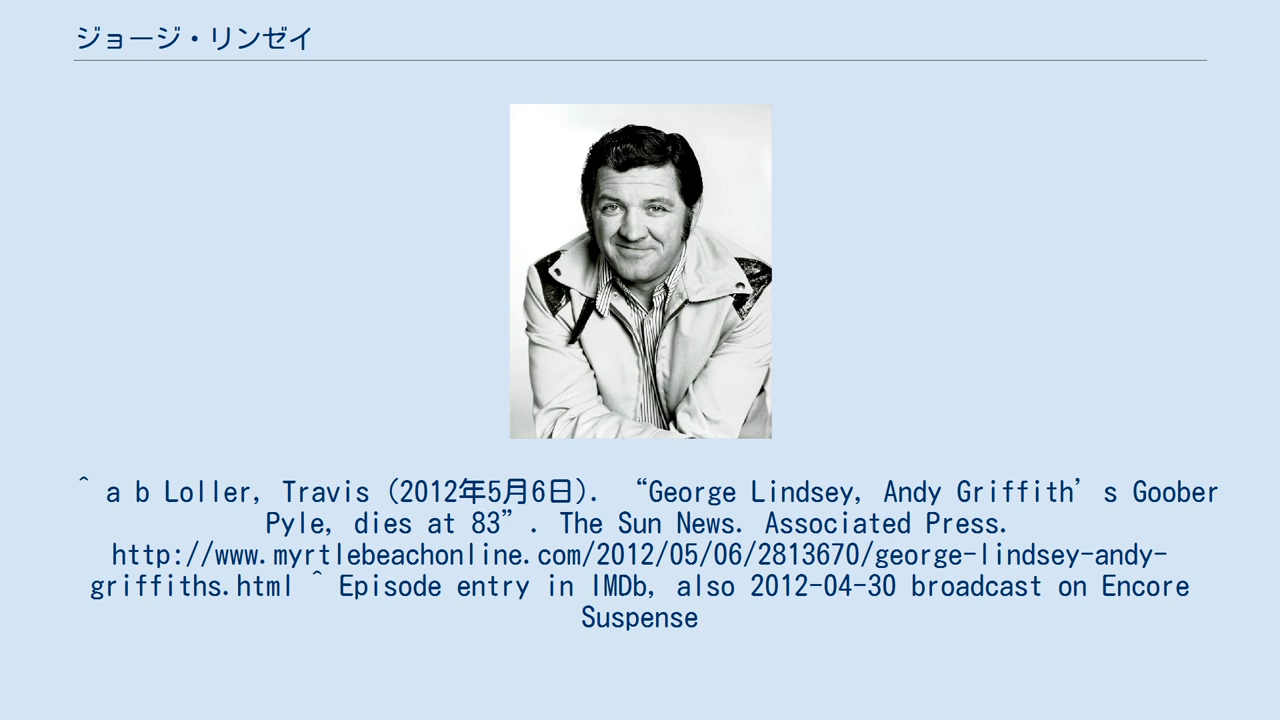 ジョージ・リンゼイ
^ a b Loller, Travis (2012年5月6日). “George Lindsey, Andy Griffith’s Goober
Pyle, dies at 83”. The Sun News. Associated Press.
http://www.myrtlebeachonline.com/2012/05/06/2813670/george-lindsey-andy-
griffiths.html ^ Episode entry in IMDb, also 2012-04-30 broadcast on Encore
Suspense